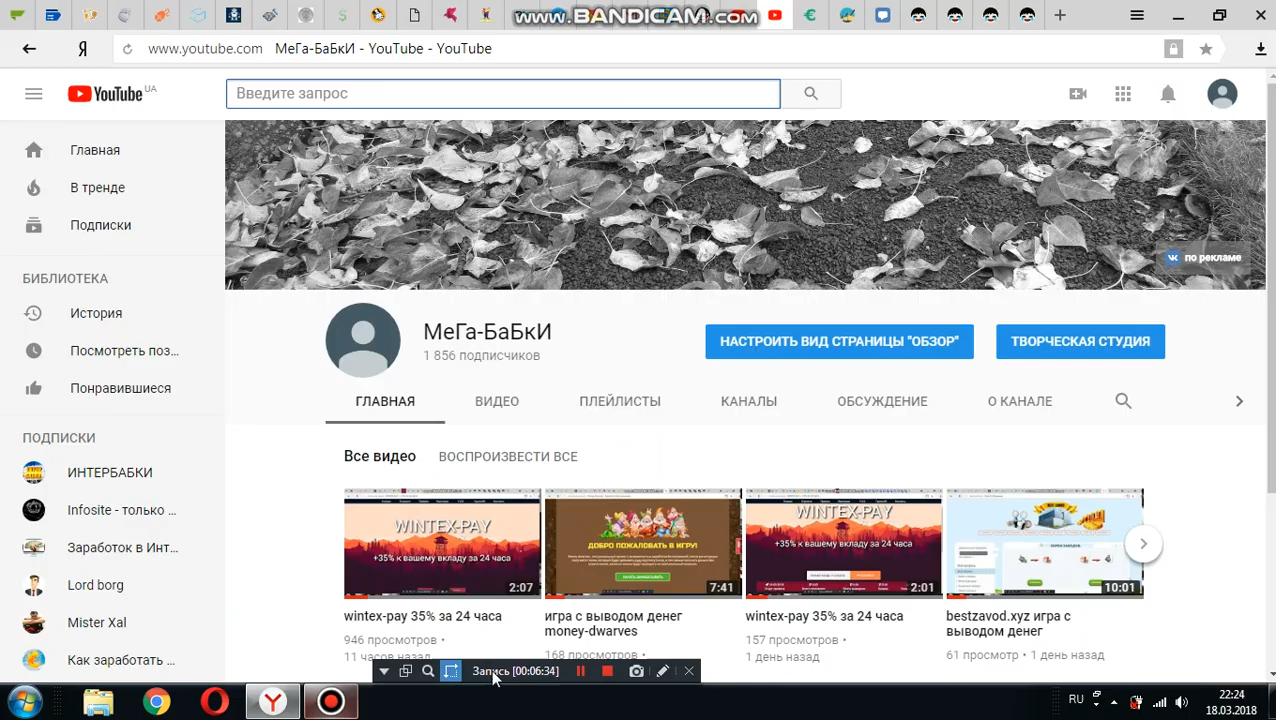 www.BANDICAM.com
www.youtube.com МеГа-БаБкИ - YouTube - YouTube
YouTube UA
Введите запрос
Главная
В тренде
Подписки
БИБЛИОТЕКА
История
Посмотреть поз...
Понравившиеся
ПОДПИСКИ
ИНТЕРБАКИ
Infosite - только ...
Заработок в Инт...
Lord borg
Mister Xal
Как заработать ...
по рекламе
МеГа-БаБкИ
1 856 подписчиков
НАСТРОИТЬ ВИД СТРАНИЦЫ "ОБЗОР"
ТВОРЧЕСКАЯ СТУДИЯ
ГЛАВНАЯ ВИДЕО ПЛЕЙЛИСТЫ КАНАЛЫ ОБСУЖДЕНИЕ О КАНАЛЕ
Все видео ВОСПРОИЗВЕСТИ ВСЕ
WINTEX-PAY
+35% к вашему вкладу за 24 часа
2:07
wintex-pay 35% за 24 часа
946 просмотров •
11 часов назад
ДОБРО ПОЖАЛОВАТЬ В ИГРУ!
7:41
игра с выводом денег
money-dwarves
168 просмотров •
WINTEX-PAY
+35% к вашему вкладу за 24 часа
2:01
wintex-pay 35% за 24 часа
157 просмотров •
1 день назад
10:01
bestzavod.xyz игра с
выводом денег
61 просмотр • 1 день назад
Запись [00:06:34]
RU
22:24
18.03.2018